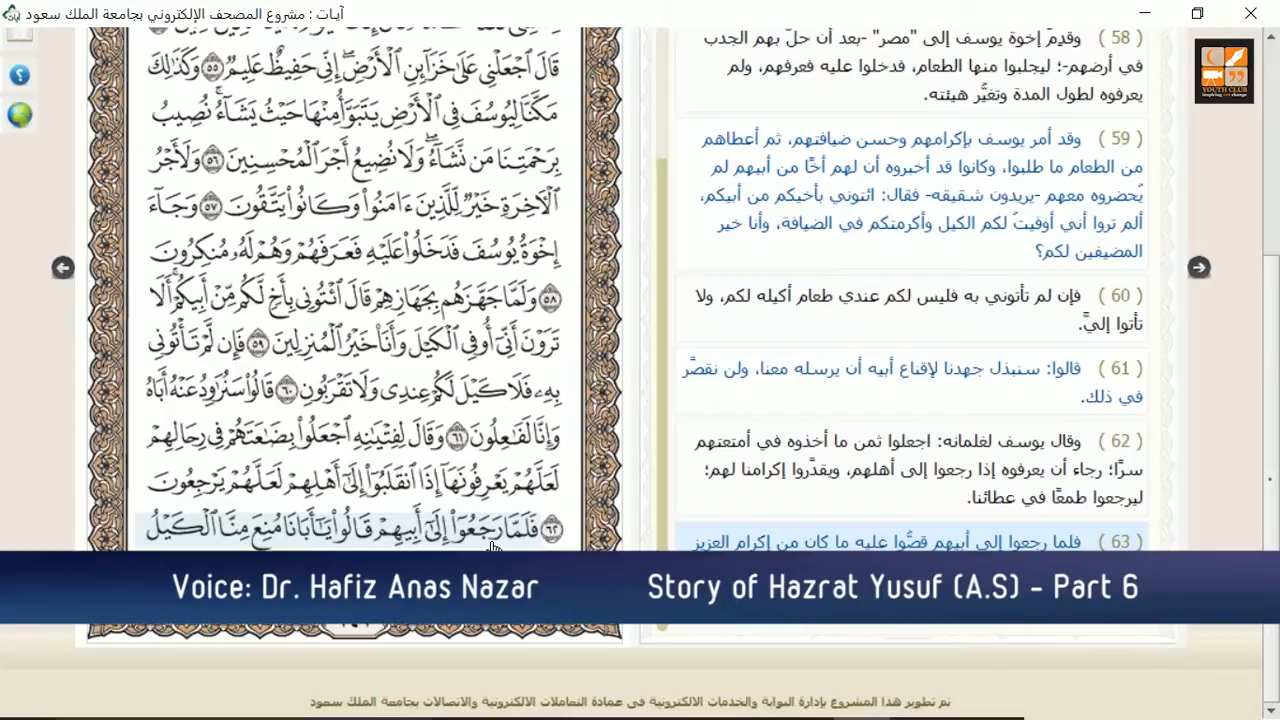 آيـات : مشروع المصحف الإلكتروني بجامعة الملك سعود
قَالَ ٱجْعَلْنِى عَلَىٰ خَزَآئِنِ ٱلْأَرْضِ ۖ إِنِّى حَفِيظٌ عَلِيمٌ ٥٥ وَكَذَٰلِكَ
مَكَّنَّا لِيُوسُفَ فِى ٱلْأَرْضِ يَتَبَوَّأُ مِنْهَا حَيْثُ يَشَآءُ ۚ نُصِيبُ
بِرَحْمَتِنَا مَن نَّشَآءُ ۖ وَلَا نُضِيعُ أَجْرَ ٱلْمُحْسِنِينَ ٥٦ وَلَأَجْرُ
ٱلْآخِرَةِ خَيْرٌ لِّلَّذِينَ ءَامَنُوا۟ وَكَانُوا۟ يَتَّقُونَ ٥٧ وَجَآءَ
إِخْوَةُ يُوسُفَ فَدَخَلُوا۟ عَلَيْهِ فَعَرَفَهُمْ وَهُمْ لَهُۥ مُنكِرُونَ
٥٨ وَلَمَّا جَهَّزَهُم بِجَهَازِهِمْ قَالَ ٱئْتُونِى بِأَخٍ لَّكُم مِّنْ أَبِيكُمْ ۚ أَلَا
تَرَوْنَ أَنِّىٓ أُوفِى ٱلْكَيْلَ وَأَنَا۠ خَيْرُ ٱلْمُنزِلِينَ ٥٩ فَإِن لَّمْ تَأْتُونِى
بِهِۦ فَلَا كَيْلَ لَكُمْ عِندِى وَلَا تَقْرَبُونِ ٦٠ قَالُوا۟ سَنُرَٰوِدُ عَنْهُ أَبَاهُ
وَإِنَّا لَفَٰعِلُونَ ٦١ وَقَالَ لِفِتْيَٰنِهِ ٱجْعَلُوا۟ بِضَٰعَتَهُمْ فِى رِحَالِهِمْ
لَعَلَّهُمْ يَعْرِفُونَهَآ إِذَا ٱنقَلَبُوٓا۟ إِلَىٰٓ أَهْلِهِمْ لَعَلَّهُمْ يَرْجِعُونَ
٦٢ فَلَمَّا رَجَعُوٓا۟ إِلَىٰٓ أَبِيهِمْ قَالُوا۟ يَٰٓأَبَانَا مُنِعَ مِنَّا ٱلْكَيْلُ
( 58 ) وقدِمَ إخوة يوسف إلى "مصر" -بعد أن حلّ بهم الجدب
في أرضهم-؛ ليجلبوا منها الطعام، فدخلوا عليه فعرفهم، ولم
يعرفوه لطول المدة وتغيُّر هيئته.
( 59 ) وقد أمر يوسف بإكرامهم وحسن ضيافتهم، ثم أعطاهم
من الطعام ما طلبوا، وكانوا قد أخبروه أن لهم أخًا من أبيهم لم
يُحضروه معهم -يريدون شقيقه- فقال: ائتوني بأخيكم من أبيكم،
ألم تروا أني أوفيتُ لكم الكيل وأكرمتكم في الضيافة، وأنا خير
المضيفين لكم؟
( 60 ) فإن لم تأتوني به فليس لكم عندي طعام أكيله لكم، ولا
تأتوا إليَّ.
( 61 ) قالوا: سنبذل جهدنا لإقناع أبيه أن يرسله معنا، ولن نقصِّر
في ذلك.
( 62 ) وقال يوسف لغلمانه: اجعلوا ثمن ما أخذوه في أمتعتهم
سرًّا؛ رجاء أن يعرفوه إذا رجعوا إلى أهلهم، ويقدِّروا إكرامنا لهم؛
ليرجعوا طمعًا في عطائنا.
( 63 ) فلما رجعوا إلى أبيهم قصُّوا عليه ما كان من إكرام العزيز
YOUTH CLUB
Voice: Dr. Hafiz Anas Nazar
Story of Hazrat Yusuf (A.S) - Part 6
تم تطوير هذا المشروع بإدارة البوابة والخدمات الالكترونية في عمادة التعاملات الالكترونية والاتصالات بجامعة الملك سعود